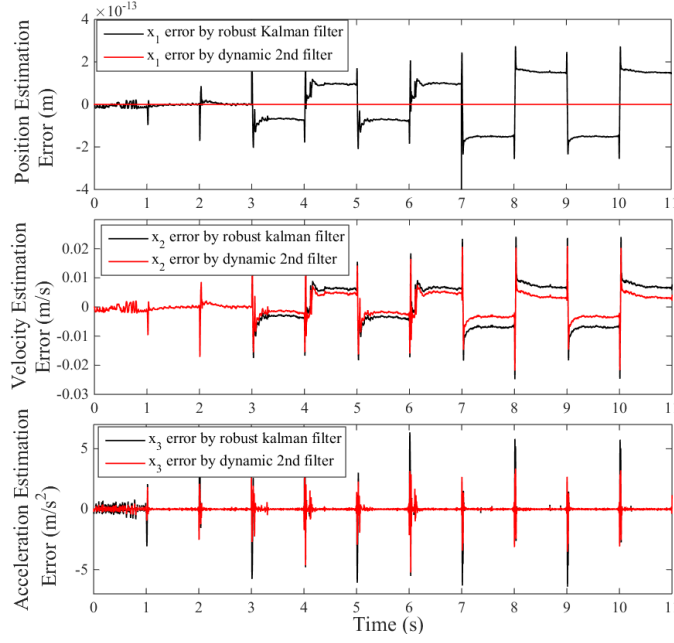 ×10⁻¹³
4
2
0
-2
-4
Position Estimation
Error (m)
x₁ error by robust Kalman Filter
x₁ error by dynamic 2nd filter
0 1 2 3 4 5 6 7 8 9 10 11
0.02
0.01
0
-0.01
-0.02
-0.03
Velocity Estimation
Error (m/s)
x₂ error by robust kalman filter
x₂ error by dynamic 2nd filter
0 1 2 3 4 5 6 7 8 9 10 11
5
0
-5
Acceleration Estimation
Error (m/s²)
x₃ error by robust kalman filter
x₃ error by dynamic 2nd filter
0 1 2 3 4 5 6 7 8 9 10 11
Time (s)